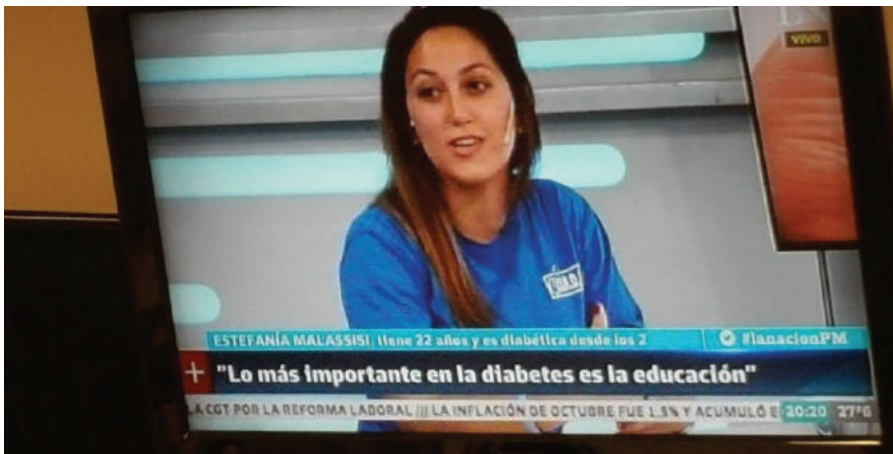 VIVO
ESTEFANÍA MALASSISI, tiene 22 años y es diabética desde los 2
#lanacionPM
"Lo más importante en la diabetes es la educación"
LA CGT POR LA REFORMA LABORAL /// LA INFLACIÓN DE OCTUBRE FUE 1.5% Y ACUMULÓ E
20:20 27°6